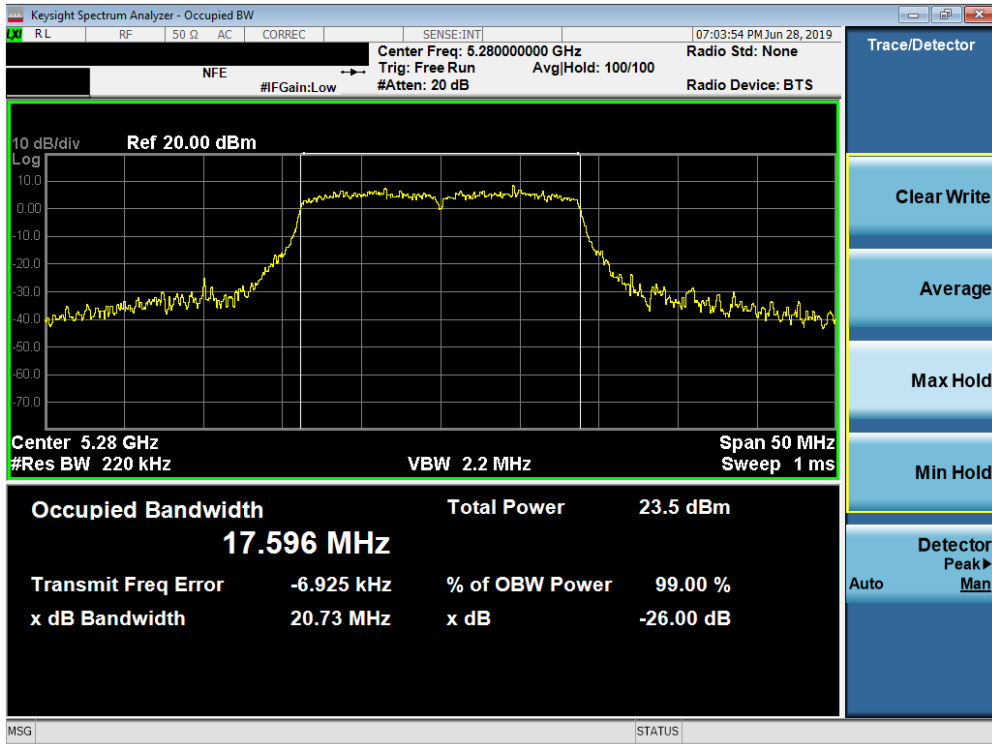 Keysight Spectrum Analyzer - Occupied BW
LXI RL RF 50 Ω AC CORREC SENSE:INT 07:03:54 PM Jun 28, 2019
Center Freq: 5.280000000 GHz Radio Std: None
NFE Trig: Free Run Avg|Hold: 100/100
#IFGain:Low #Atten: 20 dB Radio Device: BTS
10 dB/div Ref 20.00 dBm
Log
10.0
0.00
-10.0
-20.0
-30.0
-40.0
-50.0
-60.0
-70.0
Center 5.28 GHz Span 50 MHz
#Res BW 220 kHz VBW 2.2 MHz Sweep 1 ms
Occupied Bandwidth Total Power 23.5 dBm
17.596 MHz
Transmit Freq Error -6.925 kHz % of OBW Power 99.00 %
x dB Bandwidth 20.73 MHz x dB -26.00 dB
Trace/Detector
Clear Write
Average
Max Hold
Min Hold
Detector
Peak▶
Auto Man
MSG STATUS